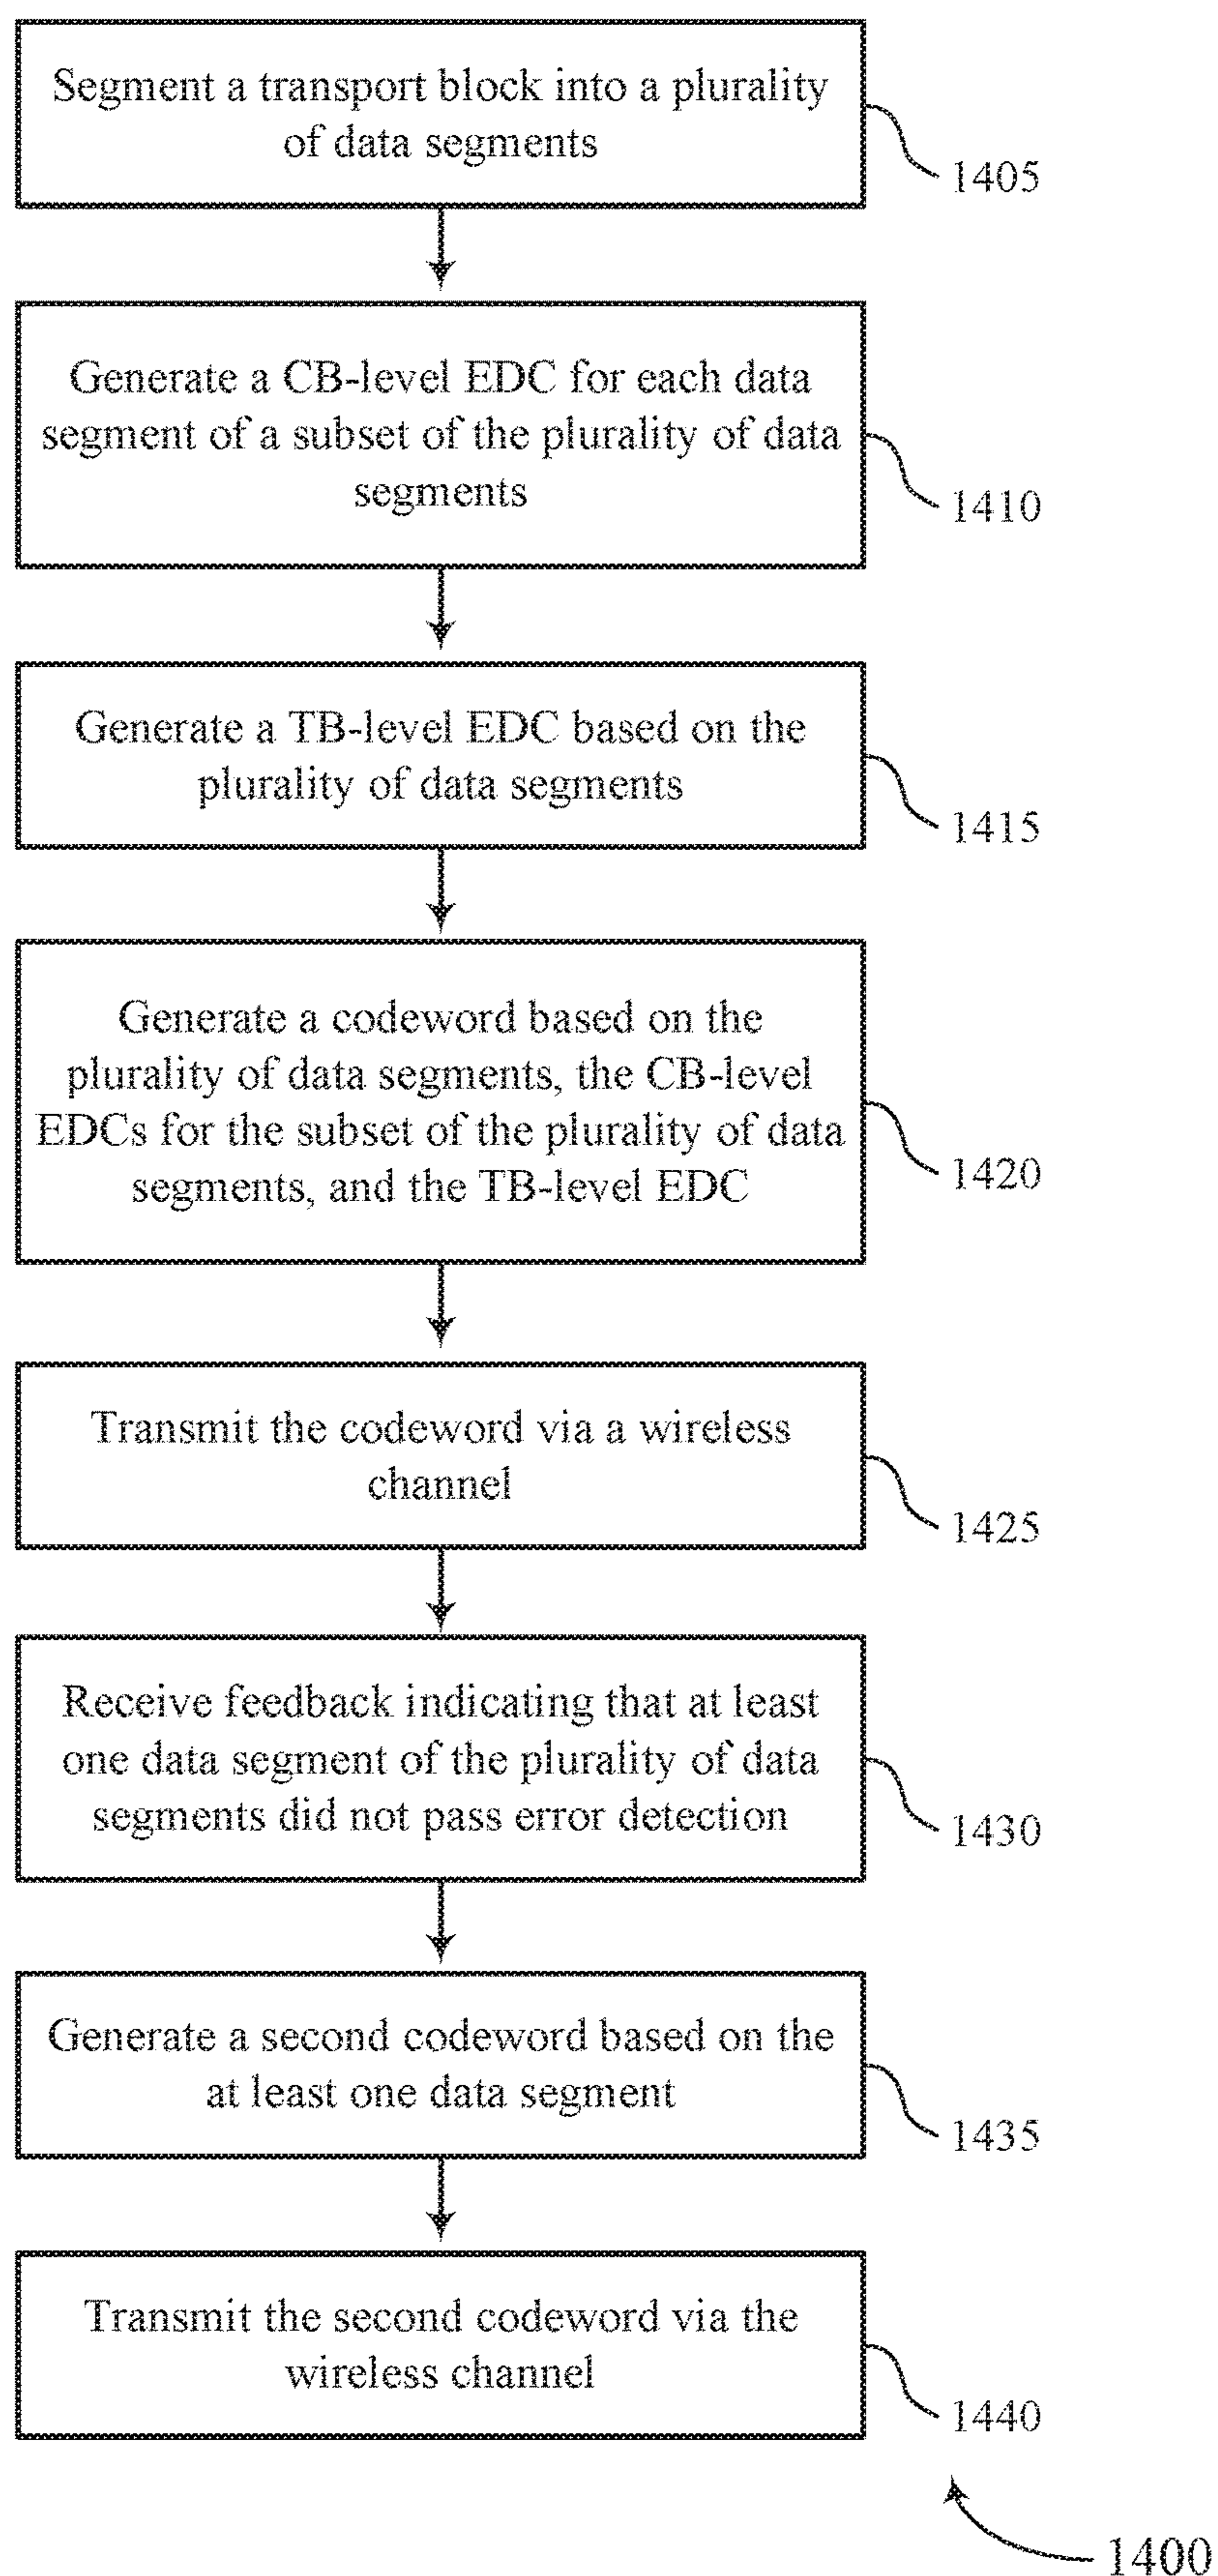 Segment a transport block into a plurality
of data segments
1405
Generate a CB-level EDC for each data
segment of a subset of the plurality of data
segments
1410
Generate a TB-level EDC based on the
plurality of data segments
1415
Generate a codeword based on the
plurality of data segments, the CB-level
EDCs for the subset of the plurality of data
segments, and the TB-level EDC
1420
Transmit the codeword via a wireless
channel
1425
Receive feedback indicating that at least
one data segment of the plurality of data
segments did not pass error detection
1430
Generate a second codeword based on the
at least one data segment
1435
Transmit the second codeword via the
wireless channel
1440
1400